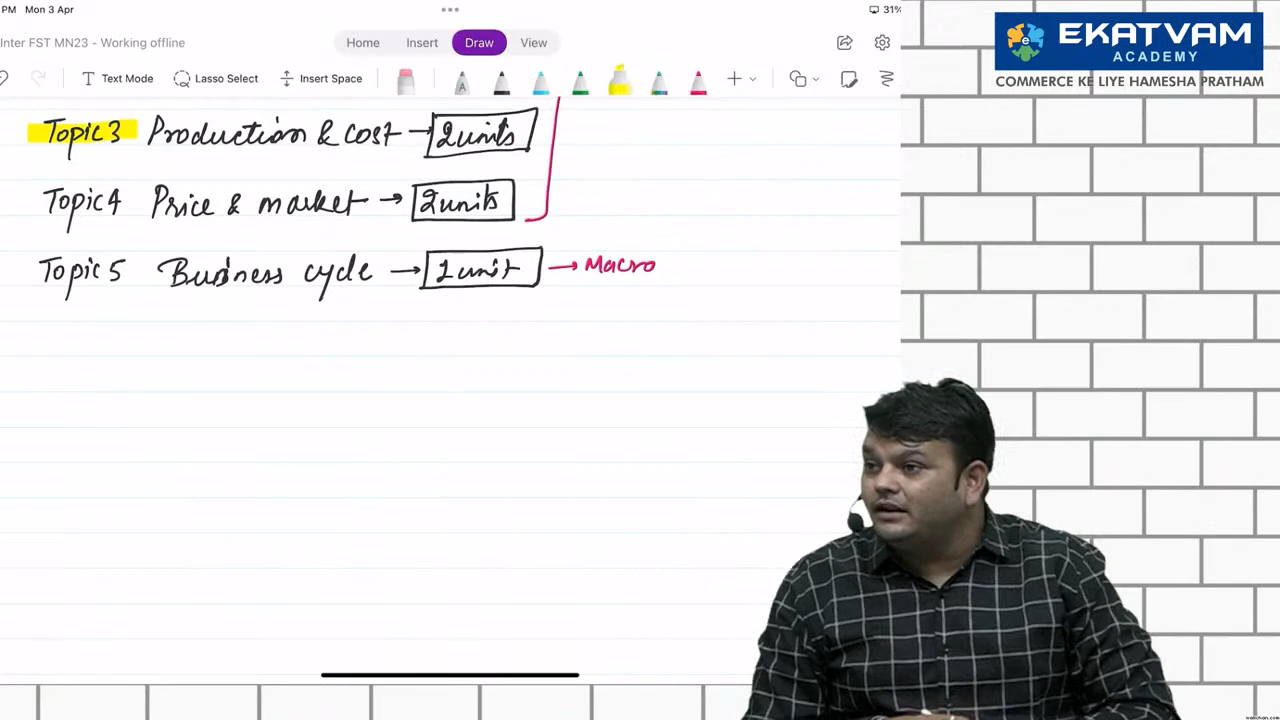 PM Mon 3 Apr
31%
Inter FST MN23 - Working offline
Home Insert Draw View
Text Mode Lasso Select Insert Space
EKATVAM
ACADEMY
COMMERCE KE LIYE HAMESHA PRATHAM
Topic 3 Production & cost → 2 units
Topic 4 Price & market → 2 units
Topic 5 Business cycle → 1 unit → Macro